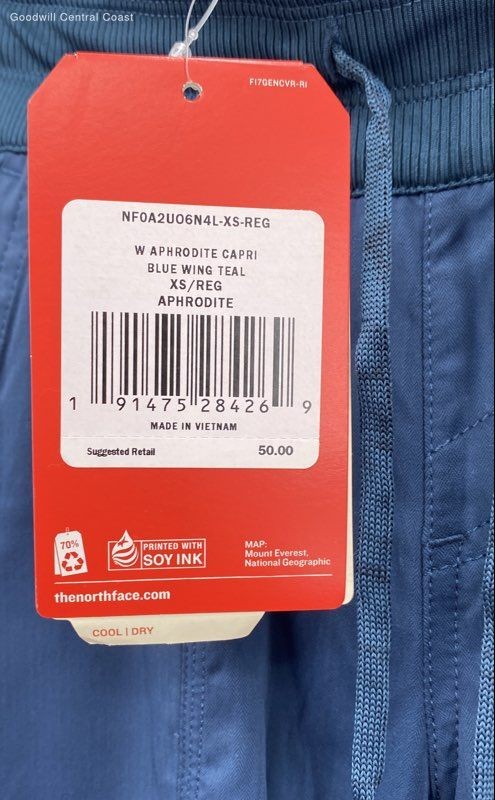 Goodwill Central Coast
FI7GENCVR-RI
NF0A2UO6N4L-XS-REG
W APHRODITE CAPRI
BLUE WING TEAL
XS/REG
APHRODITE
1 91475 28426 9
MADE IN VIETNAM
Suggested Retail 50.00
70%
PRINTED WITH
SOY INK
MAP:
Mount Everest,
National Geographic
thenorthface.com
COOL | DRY